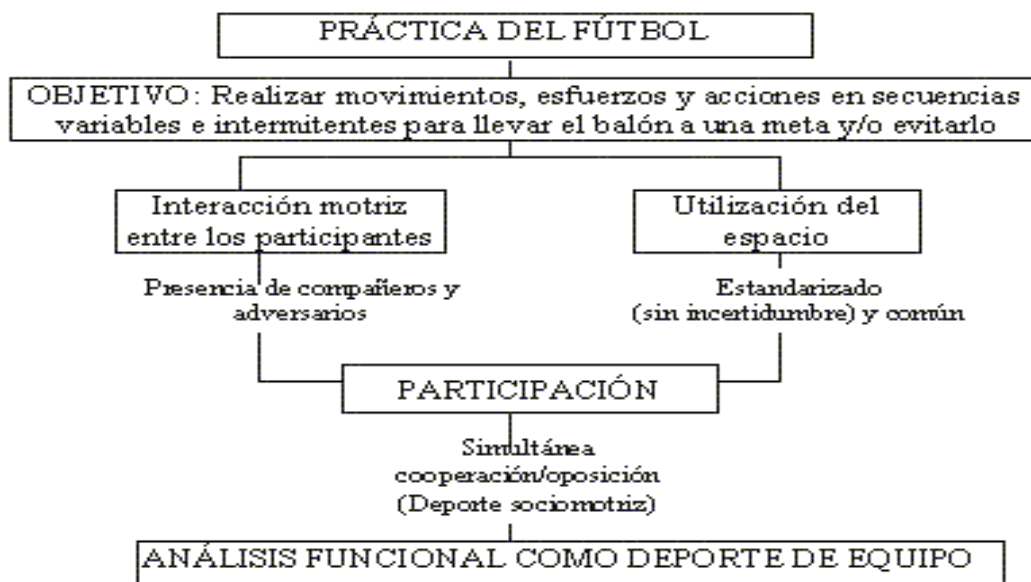 PRÁCTICA DEL FÚTBOL
OBJETIVO: Realizar movimientos, esfuerzos y acciones en secuencias
variables e intermitentes para llevar el balón a una meta y/o evitarlo
Interacción motriz
entre los participantes
Utilización del
espacio
Presencia de compañeros y
adversarios
Estandarizado
(sin incertidumbre) y común
PARTICIPACIÓN
Simultánea
cooperación/oposición
(Deporte sociomotriz)
ANÁLISIS FUNCIONAL COMO DEPORTE DE EQUIPO